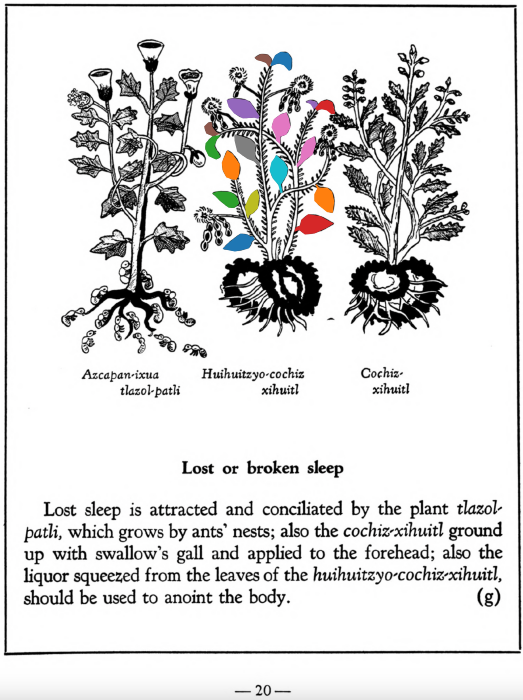 Azcapan-ixua
tlazol-patli
Huihuitzyo-cochiz
xihuitl
Cochiz-
xihuitl
Lost or broken sleep
Lost sleep is attracted and conciliated by the plant tlazol-
patli, which grows by ants' nests; also the cochiz-xihuitl ground
up with swallow's gall and applied to the forehead; also the
liquor squeezed from the leaves of the huihuitzyo-cochiz-xihuitl,
should be used to anoint the body. (g)
— 20 —